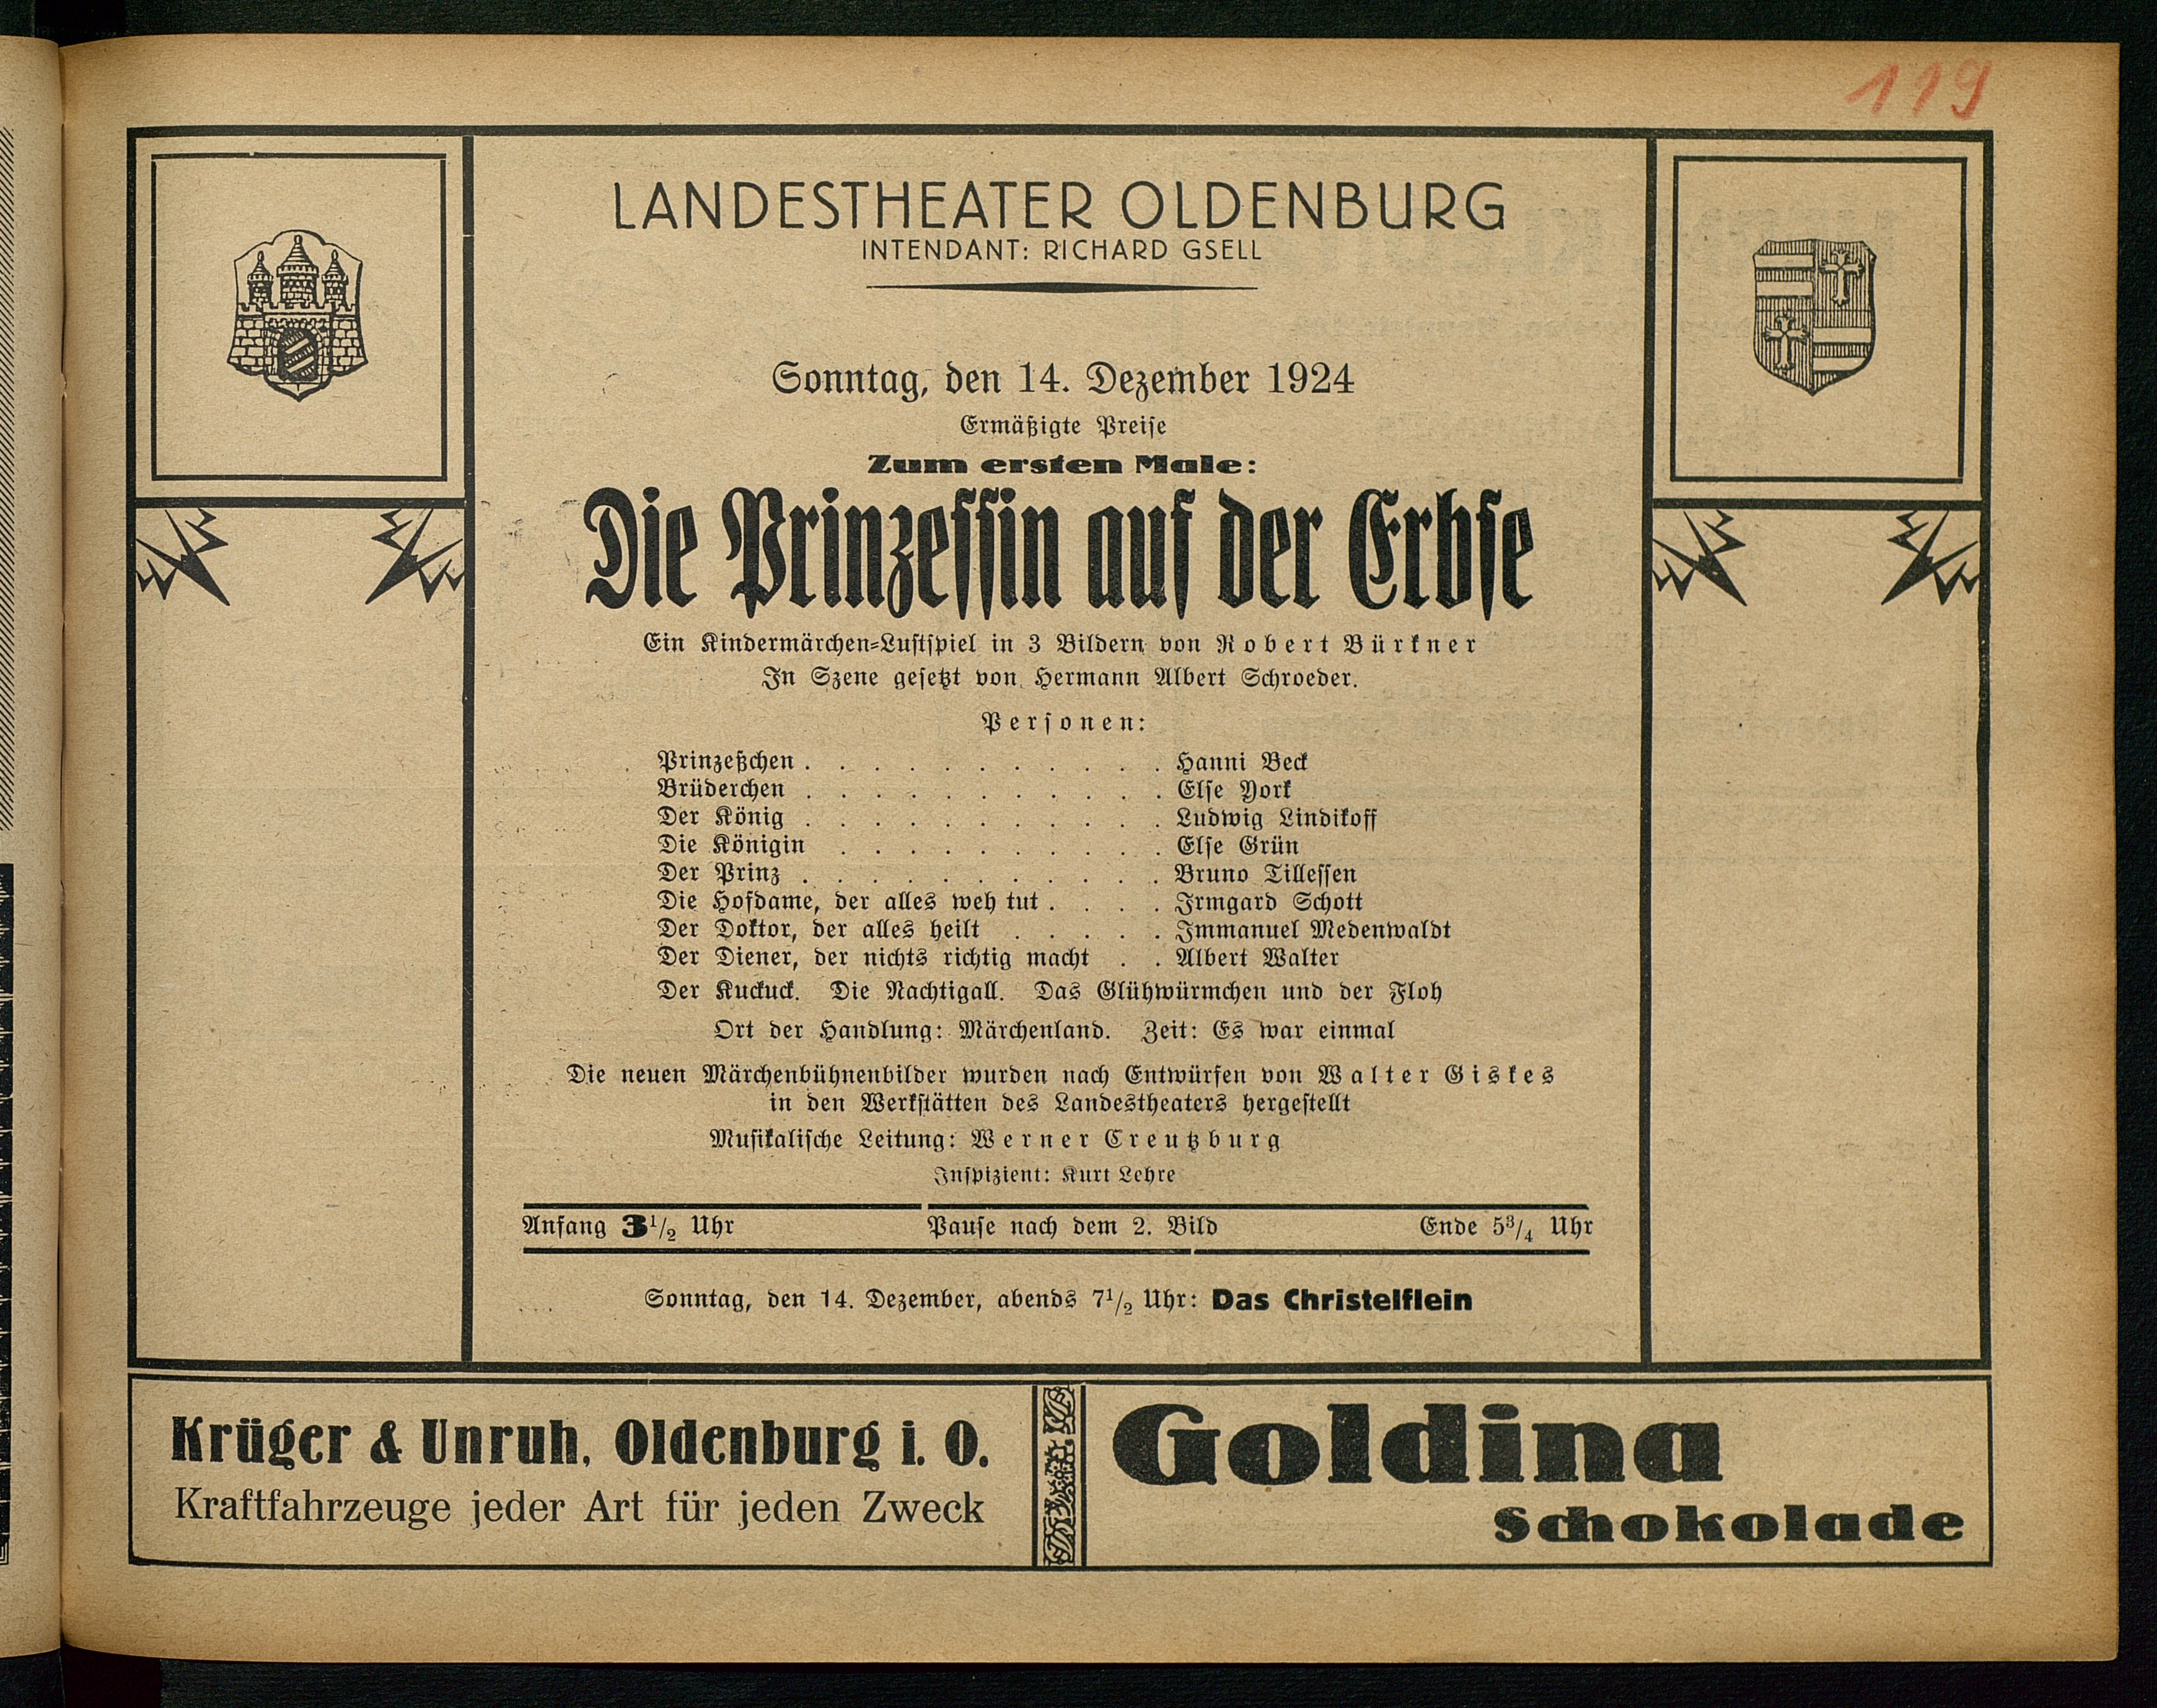 119
LANDESTHEATER OLDENBURG
INTENDANT: RICHARD GSELL
Sonntag, den 14. Dezember 1924
Ermäßigte Preise
Zum ersten Male:
Die Prinzessin auf der Erbse
Ein Kindermärchen-Lustspiel in 3 Bildern von Robert Bürkner
In Szene gesetzt von Hermann Albert Schroeder.
Personen:
Prinzeßchen . . . . . . . . . . . Hanni Beck
Brüderchen . . . . . . . . . . . Else York
Der König . . . . . . . . . . . Ludwig Lindikoff
Die Königin . . . . . . . . . . Else Grün
Der Prinz . . . . . . . . . . . Bruno Tillessen
Die Hofdame, der alles weh tut . . . . Irmgard Schott
Der Doktor, der alles heilt . . . . . Immanuel Medenwaldt
Der Diener, der nichts richtig macht . . Albert Walter
Der Kuckuck. Die Nachtigall. Das Glühwürmchen und der Floh
Ort der Handlung: Märchenland. Zeit: Es war einmal
Die neuen Märchenbühnenbilder wurden nach Entwürfen von Walter Giskes
in den Werkstätten des Landestheaters hergestellt
Musikalische Leitung: Werner Creutzburg
Inspizient: Kurt Lehre
Anfang 3 1/2 Uhr Pause nach dem 2. Bild Ende 5 3/4 Uhr
Sonntag, den 14. Dezember, abends 7 1/2 Uhr: Das Christelflein
Krüger & Unruh, Oldenburg i. O.
Kraftfahrzeuge jeder Art für jeden Zweck
Goldina
Schokolade